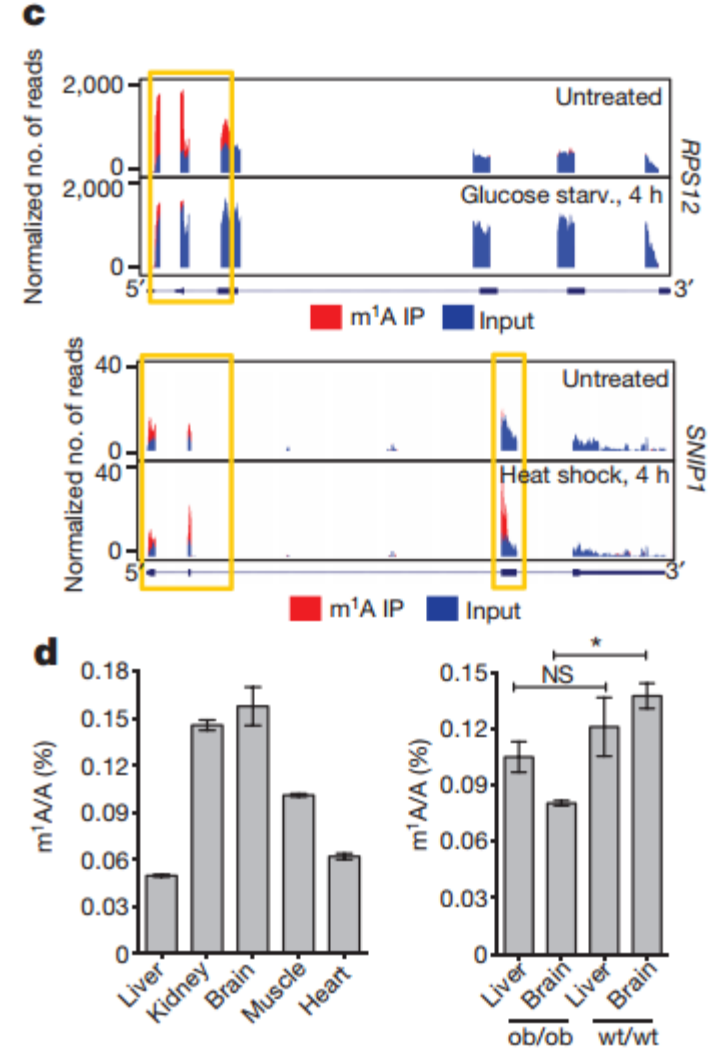 c
Normalized no. of reads
2,000
0
Untreated
2,000
0
Glucose starv., 4 h
RPS12
5′
3′
m¹A IP
Input
Normalized no. of reads
40
0
Untreated
40
0
Heat shock, 4 h
SNIP1
5′
3′
m¹A IP
Input
d
m¹A/A (%)
0.18
0.15
0.12
0.09
0.06
0.03
0
Liver
Kidney
Brain
Muscle
Heart
m¹A/A (%)
0.15
0.12
0.09
0.06
0.03
0
NS
*
Liver
Brain
Liver
Brain
ob/ob
wt/wt